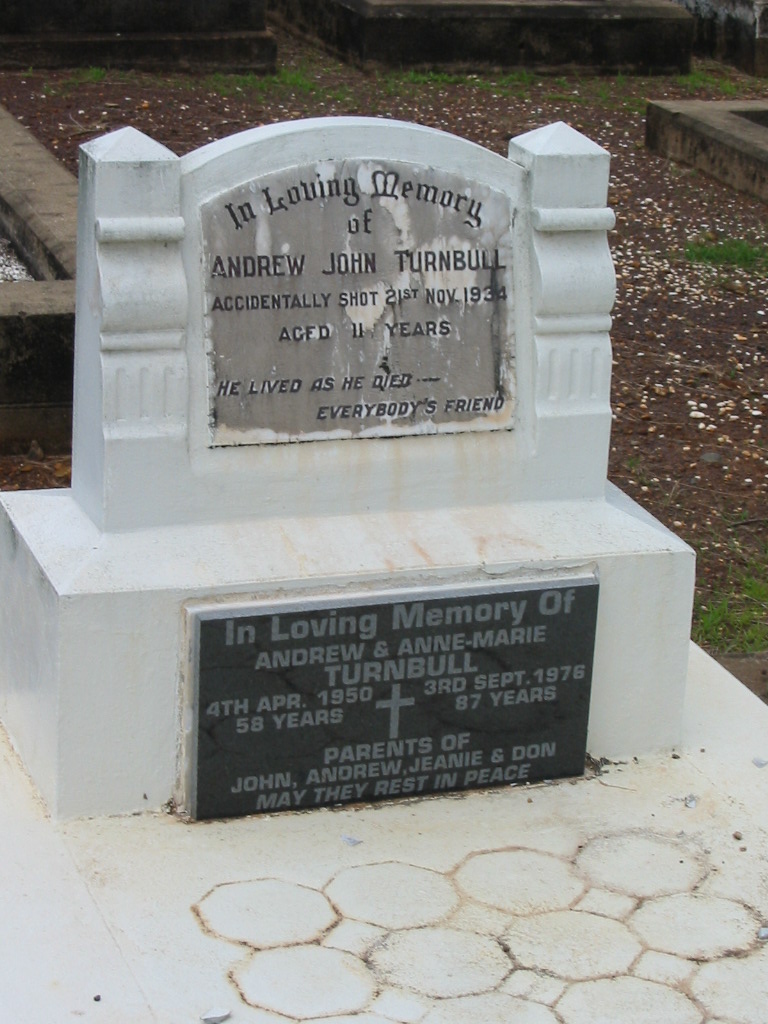 In Loving Memory
of
ANDREW JOHN TURNBULL
ACCIDENTALLY SHOT 21ST NOV. 1934
AGED 11 YEARS
HE LIVED AS HE DIED —
EVERYBODY'S FRIEND
In Loving Memory Of
ANDREW & ANNE-MARIE
TURNBULL
4TH APR. 1950 3RD SEPT. 1976
58 YEARS 87 YEARS
PARENTS OF
JOHN, ANDREW, JEANIE & DON
MAY THEY REST IN PEACE